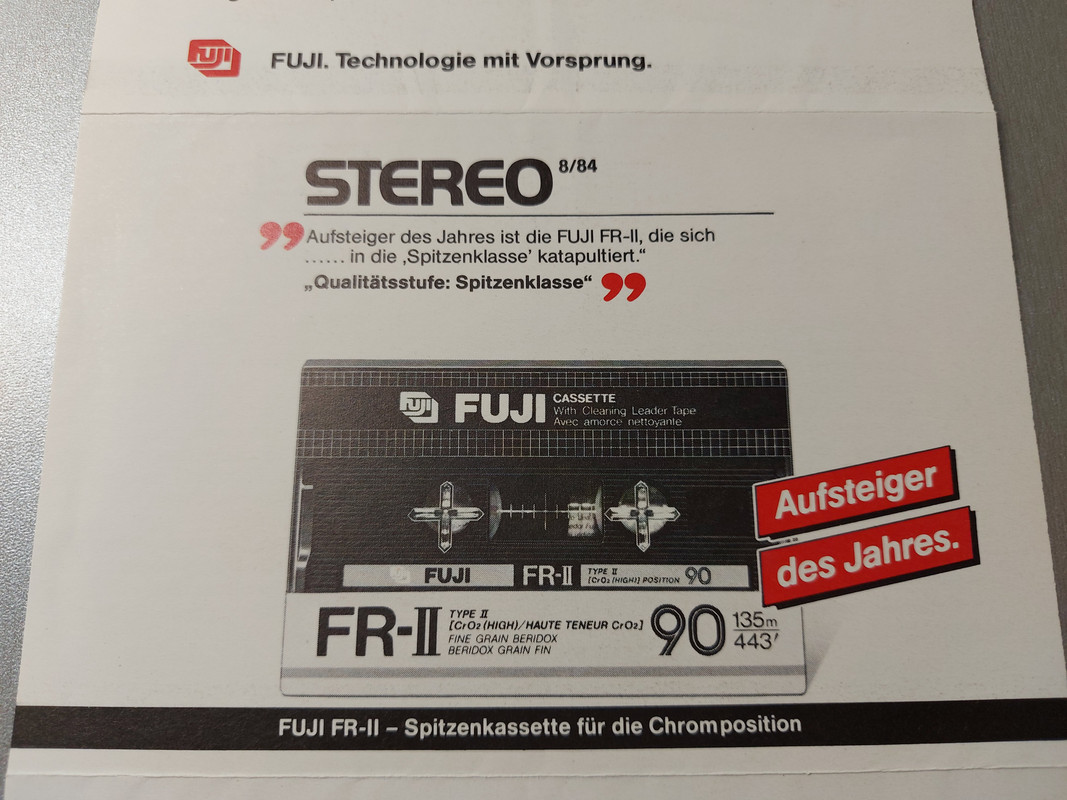 FUJI
FUJI. Technologie mit Vorsprung.
STEREO 8/84
”Aufsteiger des Jahres ist die FUJI FR-II, die sich
...... in die ‚Spitzenklasse’ katapultiert.“
„Qualitätsstufe: Spitzenklasse“ ”
FUJI FUJI CASSETTE
With Cleaning Leader Tape
Avec amorce nettoyante
FUJI FR-II TYPE II
[CrO2 (HIGH)] POSITION 90
FR-II TYPE II
[CrO2 (HIGH)/HAUTE TENEUR CrO2]
FINE GRAIN BERIDOX
BERIDOX GRAIN FIN
90 135m
443′
Aufsteiger
des Jahres.
FUJI FR-II – Spitzenkassette für die Chromposition